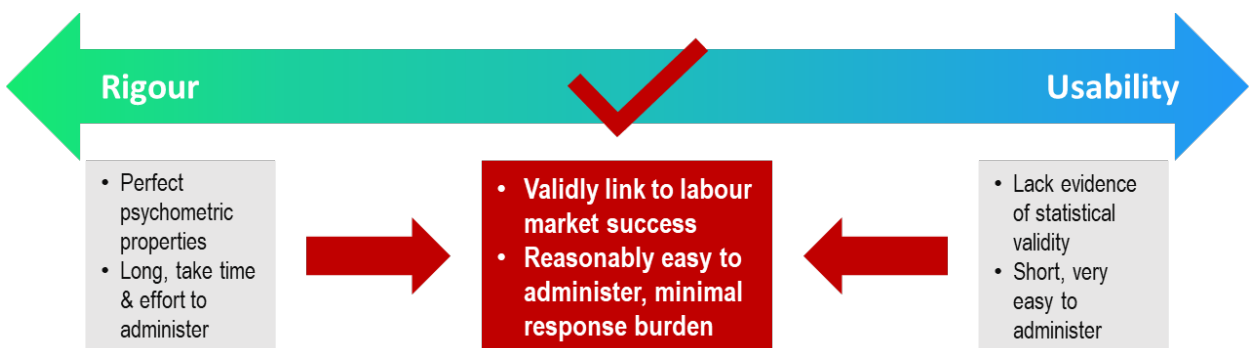 Rigour
Usability
• Perfect
psychometric
properties
• Long, take time
& effort to
administer
• Validly link to labour
market success
• Reasonably easy to
administer, minimal
response burden
• Lack evidence
of statistical
validity
• Short, very
easy to
administer